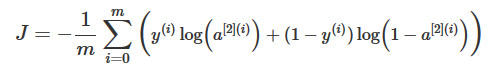 J = -\frac{1}{m} \sum_{i=0}^{m} \left( y^{(i)} \log\left( a^{[2](i)} \right) + (1 - y^{(i)}) \log\left( 1 - a^{[2](i)} \right) \right)